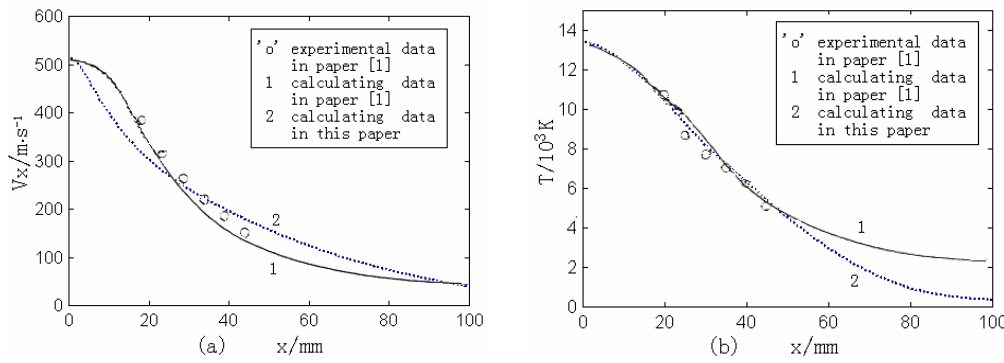 600
500
400
300
200
100
0
Vx/m·s-1
'o' experimental data
in paper [1]
1 calculating data
in paper [1]
2 calculating data
in this paper
2
1
0 20 40 60 80 100
(a) x/mm
14
12
10
8
6
4
2
0
T/10³K
'o' experimental data
in paper [1]
1 calculating data
in paper [1]
2 calculating data
in this paper
1
2
0 20 40 60 80 100
(b) x/mm